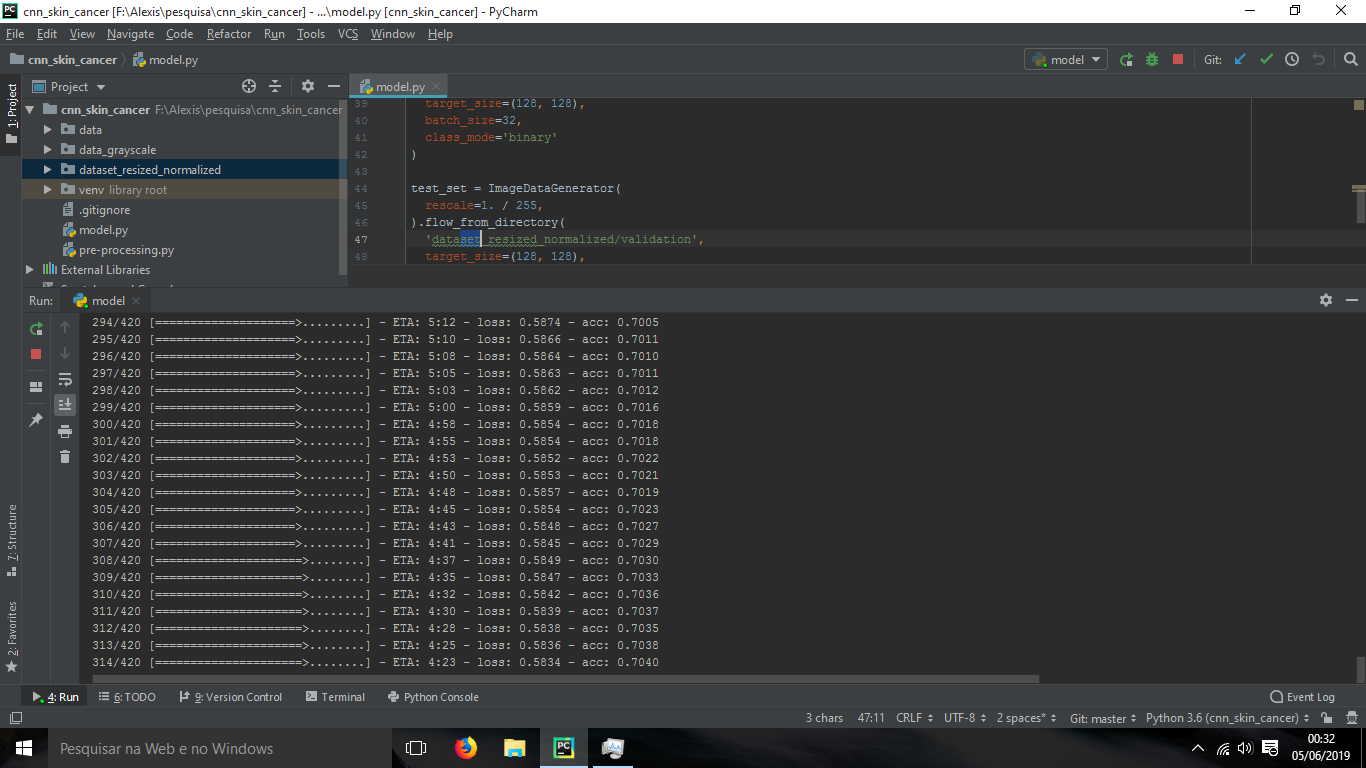 cnn_skin_cancer [F:\Alexis\pesquisa\cnn_skin_cancer] - ...\model.py [cnn_skin_cancer] - PyCharm
File Edit View Navigate Code Refactor Run Tools VCS Window Help
cnn_skin_cancer model.py model Git:
1: Project
Project
cnn_skin_cancer F:\Alexis\pesquisa\cnn_skin_cancer
data
data_grayscale
dataset_resized_normalized
venv library root
.gitignore
model.py
pre-processing.py
External Libraries
model.py
39 target_size=(128, 128),
40 batch_size=32,
41 class_mode='binary'
42 )
43
44 test_set = ImageDataGenerator(
45 rescale=1. / 255,
46 ).flow_from_directory(
47 'dataset_resized_normalized/validation',
48 target_size=(128, 128),
Run: model
294/420 [=====================>.........] - ETA: 5:12 - loss: 0.5874 - acc: 0.7005
295/420 [=====================>.........] - ETA: 5:10 - loss: 0.5866 - acc: 0.7011
296/420 [=====================>.........] - ETA: 5:08 - loss: 0.5864 - acc: 0.7010
297/420 [=====================>.........] - ETA: 5:05 - loss: 0.5863 - acc: 0.7011
298/420 [=====================>.........] - ETA: 5:03 - loss: 0.5862 - acc: 0.7012
299/420 [=====================>.........] - ETA: 5:00 - loss: 0.5859 - acc: 0.7016
300/420 [=====================>.........] - ETA: 4:58 - loss: 0.5854 - acc: 0.7018
301/420 [=====================>.........] - ETA: 4:55 - loss: 0.5854 - acc: 0.7018
302/420 [=====================>.........] - ETA: 4:53 - loss: 0.5852 - acc: 0.7022
303/420 [=====================>.........] - ETA: 4:50 - loss: 0.5853 - acc: 0.7021
304/420 [=====================>.........] - ETA: 4:48 - loss: 0.5857 - acc: 0.7019
305/420 [=====================>.........] - ETA: 4:45 - loss: 0.5854 - acc: 0.7023
306/420 [=====================>.........] - ETA: 4:43 - loss: 0.5848 - acc: 0.7027
307/420 [=====================>.........] - ETA: 4:41 - loss: 0.5845 - acc: 0.7029
308/420 [======================>........] - ETA: 4:37 - loss: 0.5849 - acc: 0.7030
309/420 [======================>........] - ETA: 4:35 - loss: 0.5847 - acc: 0.7033
310/420 [======================>........] - ETA: 4:32 - loss: 0.5842 - acc: 0.7036
311/420 [======================>........] - ETA: 4:30 - loss: 0.5839 - acc: 0.7037
312/420 [======================>........] - ETA: 4:28 - loss: 0.5838 - acc: 0.7035
313/420 [======================>........] - ETA: 4:25 - loss: 0.5836 - acc: 0.7038
314/420 [======================>........] - ETA: 4:23 - loss: 0.5834 - acc: 0.7040
7: Structure
2: Favorites
4: Run 6: TODO 9: Version Control Terminal Python Console Event Log
3 chars 47:11 CRLF UTF-8 2 spaces* Git: master Python 3.6 (cnn_skin_cancer)
Pesquisar na Web e no Windows
00:32
05/06/2019